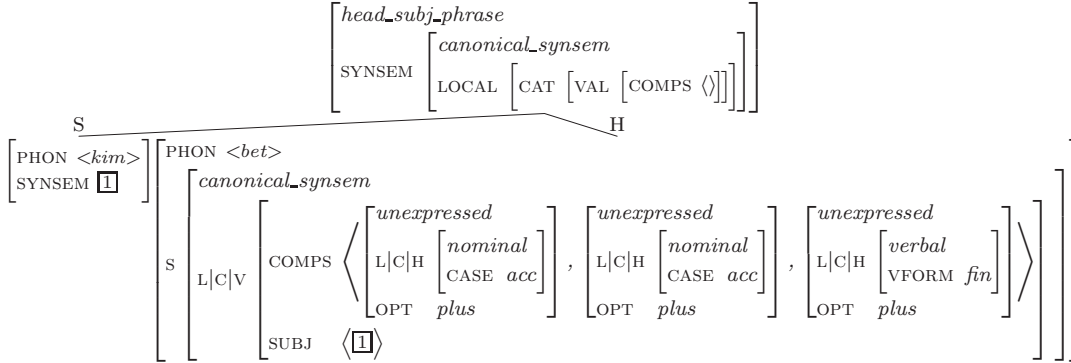 head_subj_phrase
canonical_synsem
SYNSEM
LOCAL [CAT [VAL [COMPS ⟨⟩]]]
S H
PHON <kim>
SYNSEM 1
PHON <bet>
canonical_synsem
S
L|C|V
COMPS
unexpressed
L|C|H [nominal
CASE acc]
OPT plus
,
unexpressed
L|C|H [nominal
CASE acc]
OPT plus
,
unexpressed
L|C|H [verbal
VFORM fin]
OPT plus
SUBJ ⟨1⟩